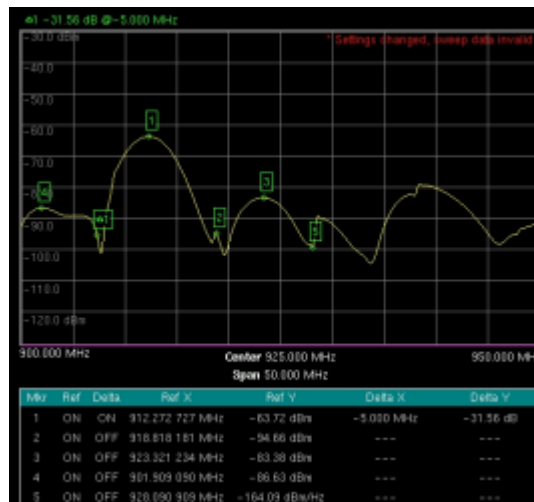 Δ1 -31.56 dB @-5.000 MHz
-30.0 dBm
* Settings changed, sweep data invalid
-40.0
-50.0
-60.0
1
-70.0
3
4
Δ1
2
-90.0
5
-100.0
-110.0
-120.0 dBm
900.000 MHz Center 925.000 MHz 950.000 MH
Span 50.000 MHz
Mkr Ref Delta Ref X Ref Y Delta X Delta Y
1 ON ON 912.272 727 MHz -63.72 dBm -5.000 MHz -31.56 dB
2 ON OFF 918.818 181 MHz -94.66 dBm --- ---
3 ON OFF 923.321 234 MHz -83.38 dBm --- ---
4 ON OFF 901.909 090 MHz -86.63 dBm --- ---
5 ON OFF 928.090 909 MHz -164.09 dBm/Hz --- ---